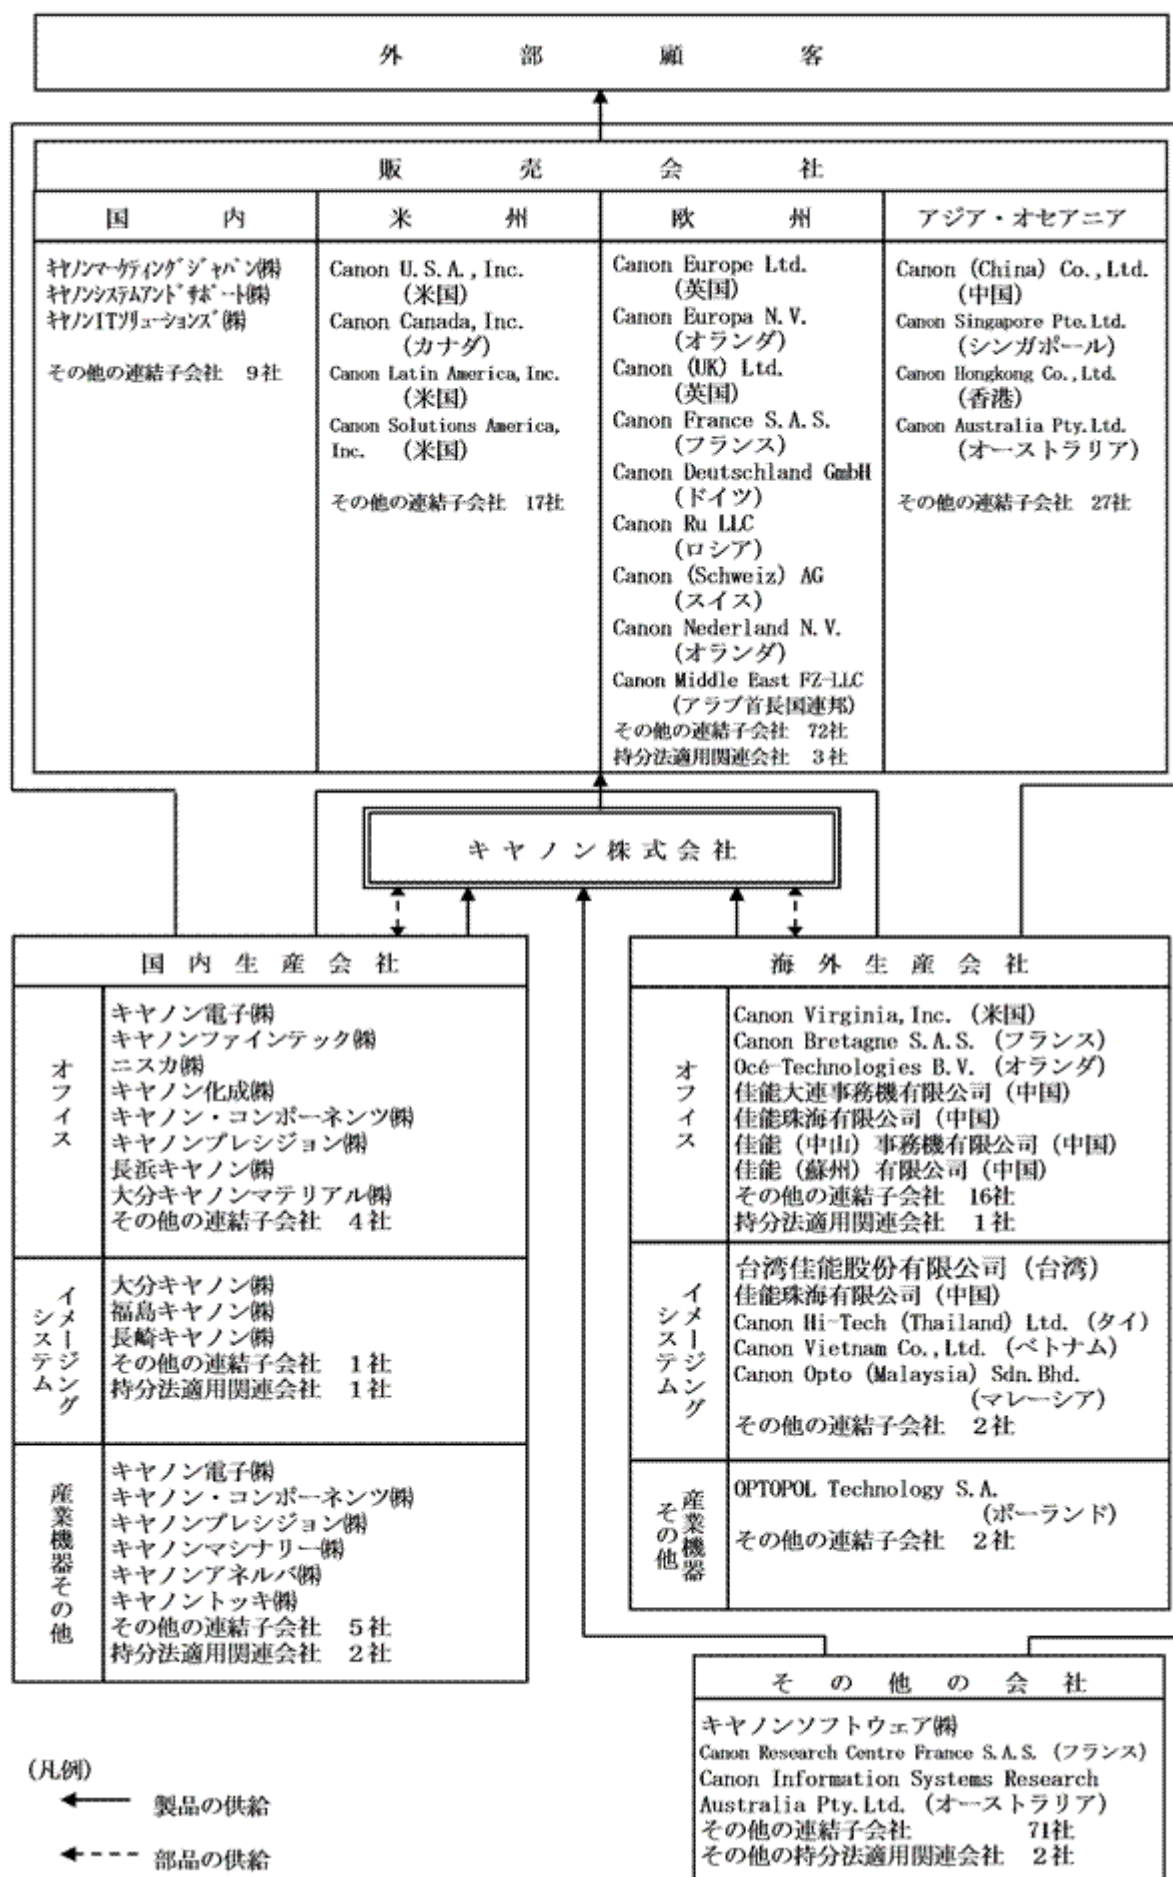 外部顧客
販売会社
国内
キヤノンマーケティングジャパン㈱
キヤノンシステムアンドサポート㈱
キヤノンITソリューションズ㈱
その他の連結子会社 9社
米州
Canon U.S.A.,Inc.
(米国)
Canon Canada,Inc.
(カナダ)
Canon Latin America,Inc.
(米国)
Canon Solutions America,
Inc. (米国)
その他の連結子会社 17社
欧州
Canon Europe Ltd.
(英国)
Canon Europa N.V.
(オランダ)
Canon (UK) Ltd.
(英国)
Canon France S.A.S.
(フランス)
Canon Deutschland GmbH
(ドイツ)
Canon Ru LLC
(ロシア)
Canon (Schweiz) AG
(スイス)
Canon Nederland N.V.
(オランダ)
Canon Middle East FZ-LLC
(アラブ首長国連邦)
その他の連結子会社 72社
持分法適用関連会社 3社
アジア・オセアニア
Canon (China) Co.,Ltd.
(中国)
Canon Singapore Pte.Ltd.
(シンガポール)
Canon Hongkong Co.,Ltd.
(香港)
Canon Australia Pty.Ltd.
(オーストラリア)
その他の連結子会社 27社
キヤノン株式会社
国内生産会社
オフィス
キヤノン電子㈱
キヤノンファインテック㈱
ニスカ㈱
キヤノン化成㈱
キヤノン・コンポーネンツ㈱
キヤノンプレシジョン㈱
長浜キヤノン㈱
大分キヤノンマテリアル㈱
その他の連結子会社 4社
イメージング
システム
大分キヤノン㈱
福島キヤノン㈱
長崎キヤノン㈱
その他の連結子会社 1社
持分法適用関連会社 1社
産業機器その他
キヤノン電子㈱
キヤノン・コンポーネンツ㈱
キヤノンプレシジョン㈱
キヤノンマシナリー㈱
キヤノンアネルバ㈱
キヤノントッキ㈱
その他の連結子会社 5社
持分法適用関連会社 2社
海外生産会社
オフィス
Canon Virginia,Inc. (米国)
Canon Bretagne S.A.S. (フランス)
Océ-Technologies B.V. (オランダ)
佳能大連事務機有限公司 (中国)
佳能珠海有限公司 (中国)
佳能 (中山) 事務機有限公司 (中国)
佳能 (蘇州) 有限公司 (中国)
その他の連結子会社 16社
持分法適用関連会社 1社
イメージング
システム
台湾佳能股份有限公司 (台湾)
佳能珠海有限公司 (中国)
Canon Hi-Tech (Thailand) Ltd. (タイ)
Canon Vietnam Co.,Ltd. (ベトナム)
Canon Opto (Malaysia) Sdn.Bhd.
(マレーシア)
その他の連結子会社 2社
産業機器
その他
OPTOPOL Technology S.A.
(ポーランド)
その他の連結子会社 2社
その他の会社
キヤノンソフトウェア㈱
Canon Research Centre France S.A.S. (フランス)
Canon Information Systems Research
Australia Pty.Ltd. (オーストラリア)
その他の連結子会社 71社
その他の持分法適用関連会社 2社
(凡例)
製品の供給
部品の供給